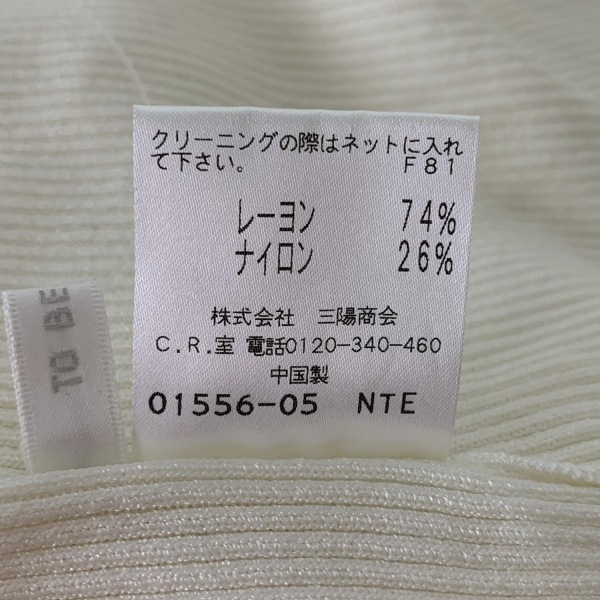 クリーニングの際はネットに入れ
て下さい。 F81
レーヨン 74%
ナイロン 26%
株式会社 三陽商会
C.R.室 電話0120-340-460
中国製
01556-05 NTE
TO BE